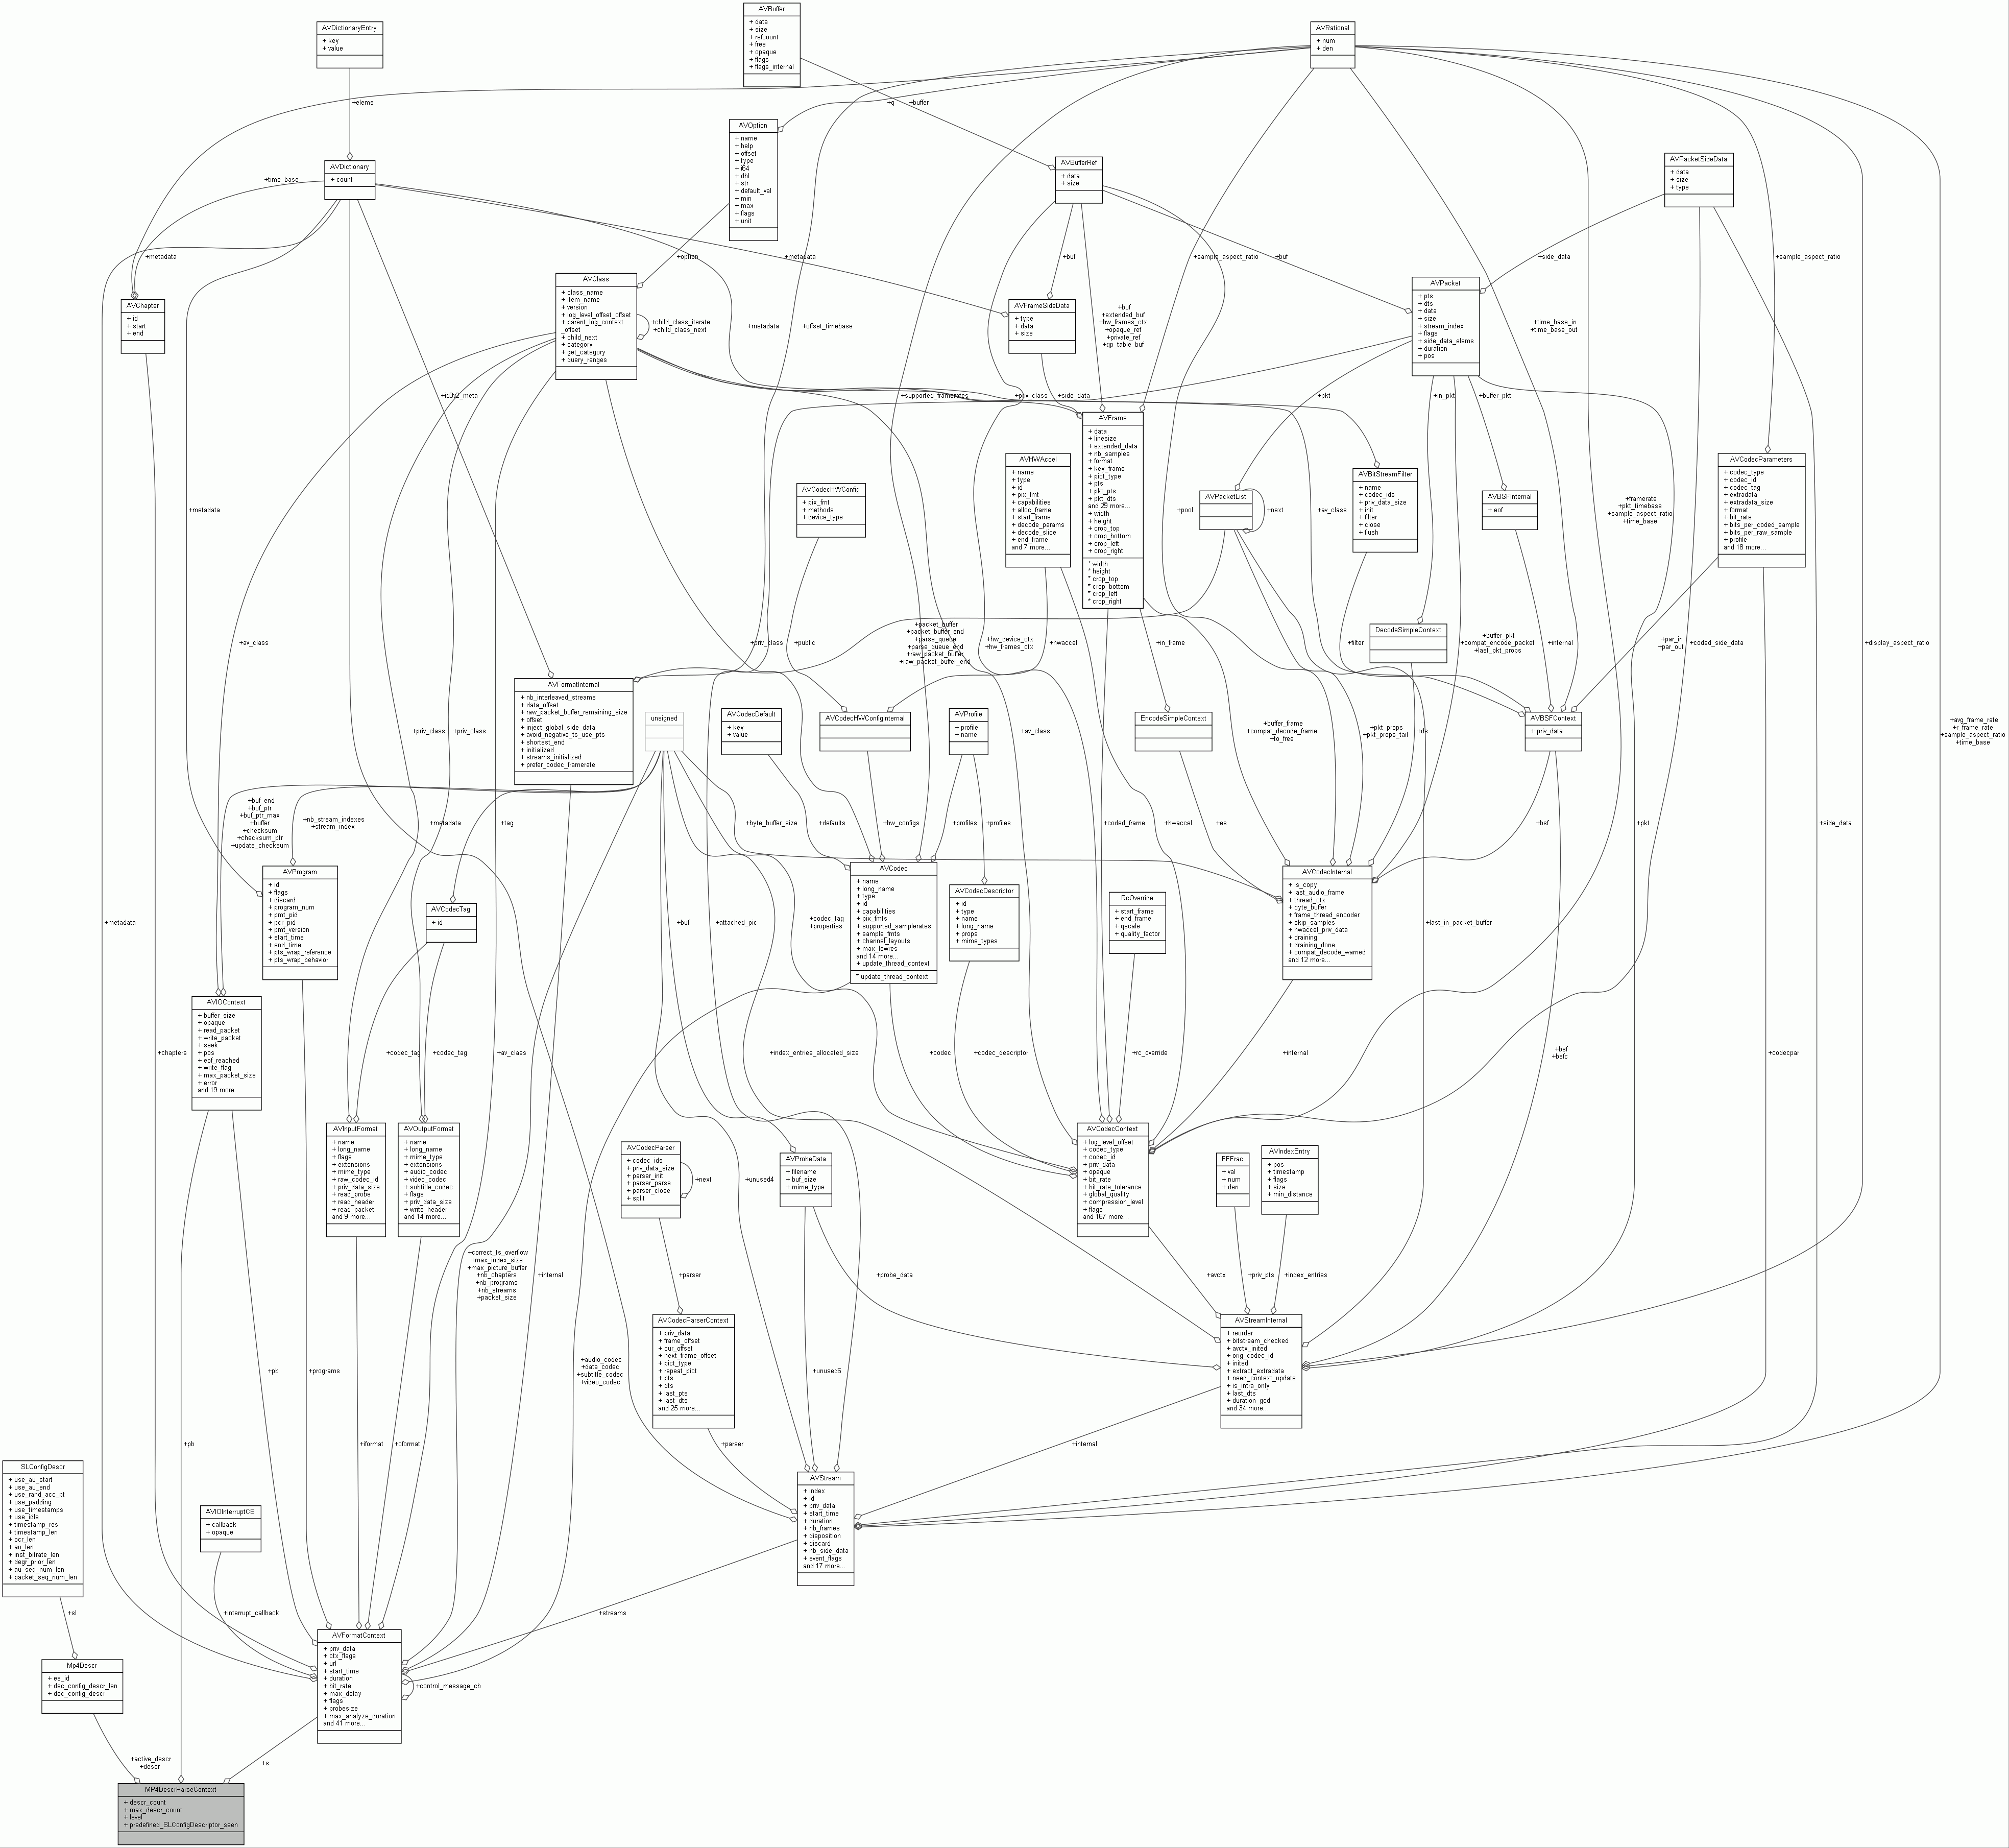 AVBuffer
+ data
+ size
+ refcount
+ free
+ opaque
+ flags
+ flags_internal
AVDictionaryEntry
+ key
+ value
AVRational
+ num
+ den
+elems
+q
+buffer
AVOption
+ name
+ help
+ offset
+ type
+ i64
+ dbl
+ str
+ default_val
+ min
+ max
+ flags
+ unit
AVDictionary
+ count
AVBufferRef
+ data
+ size
AVPacketSideData
+ data
+ size
+ type
+time_base
+metadata
+option
+metadata
+buf
+sample_aspect_ratio
+buf
+side_data
+sample_aspect_ratio
AVChapter
+ id
+ start
+ end
AVClass
+ class_name
+ item_name
+ version
+ log_level_offset_offset
+ parent_log_context
_offset
+ child_next
+ category
+ get_category
+ query_ranges
+child_class_iterate
+child_class_next
+metadata
+offset_timebase
AVFrameSideData
+ type
+ data
+ size
+buf
+extended_buf
+hw_frames_ctx
+opaque_ref
+private_ref
+qp_table_buf
AVPacket
+ pts
+ dts
+ data
+ size
+ stream_index
+ flags
+ side_data_elems
+ duration
+ pos
+time_base_in
+time_base_out
+id3v2_meta
+supported_framerates
+priv_class
+side_data
+pkt
+in_pkt
+buffer_pkt
AVFrame
+ data
+ linesize
+ extended_data
+ nb_samples
+ format
+ key_frame
+ pict_type
+ pts
+ pkt_pts
+ pkt_dts
and 29 more...
+ width
+ height
+ crop_top
+ crop_bottom
+ crop_left
+ crop_right
* width
* height
* crop_top
* crop_bottom
* crop_left
* crop_right
AVHWAccel
+ name
+ type
+ id
+ pix_fmt
+ capabilities
+ alloc_frame
+ start_frame
+ decode_params
+ decode_slice
+ end_frame
and 7 more...
AVCodecHWConfig
+ pix_fmt
+ methods
+ device_type
+metadata
+pool
AVPacketList
+next
+av_class
AVBitStreamFilter
+ name
+ codec_ids
+ priv_data_size
+ init
+ filter
+ close
+ flush
AVBSFInternal
+ eof
+framerate
+pkt_timebase
+sample_aspect_ratio
+time_base
AVCodecParameters
+ codec_type
+ codec_id
+ codec_tag
+ extradata
+ extradata_size
+ format
+ bit_rate
+ bits_per_coded_sample
+ bits_per_raw_sample
+ profile
and 18 more...
+av_class
+priv_class
+public
+packet_buffer
+packet_buffer_end
+parse_queue
+parse_queue_end
+raw_packet_buffer
+raw_packet_buffer_end
+hw_device_ctx
+hw_frames_ctx
+hwaccel
+in_frame
+filter
DecodeSimpleContext
+buffer_pkt
+compat_encode_packet
+last_pkt_props
+internal
+par_in
+par_out
+coded_side_data
+display_aspect_ratio
AVFormatInternal
+ nb_interleaved_streams
+ data_offset
+ raw_packet_buffer_remaining_size
+ offset
+ inject_global_side_data
+ avoid_negative_ts_use_pts
+ shortest_end
+ initialized
+ streams_initialized
+ prefer_codec_framerate
unsigned
AVCodecDefault
+ key
+ value
AVCodecHWConfigInternal
AVProfile
+ profile
+ name
EncodeSimpleContext
AVBSFContext
+ priv_data
+priv_class
+priv_class
+av_class
+buffer_frame
+compat_decode_frame
+to_free
+pkt_props
+pkt_props_tail
+ds
+avg_frame_rate
+r_frame_rate
+sample_aspect_ratio
+time_base
+buf_end
+buf_ptr
+buf_ptr_max
+buffer
+checksum
+checksum_ptr
+update_checksum
+nb_stream_indexes
+stream_index
+metadata
+tag
+byte_buffer_size
+defaults
+hw_configs
+profiles
+profiles
+coded_frame
+hwaccel
+es
+bsf
+pkt
+side_data
AVProgram
+ id
+ flags
+ discard
+ program_num
+ pmt_pid
+ pcr_pid
+ pmt_version
+ start_time
+ end_time
+ pts_wrap_reference
+ pts_wrap_behavior
AVCodecTag
+ id
AVCodec
+ name
+ long_name
+ type
+ id
+ capabilities
+ pix_fmts
+ supported_samplerates
+ sample_fmts
+ channel_layouts
+ max_lowres
and 14 more...
+ update_thread_context
* update_thread_context
AVCodecDescriptor
+ id
+ type
+ name
+ long_name
+ props
+ mime_types
RcOverride
+ start_frame
+ end_frame
+ qscale
+ quality_factor
AVCodecInternal
+ is_copy
+ last_audio_frame
+ thread_ctx
+ byte_buffer
+ frame_thread_encoder
+ skip_samples
+ hwaccel_priv_data
+ draining
+ draining_done
+ compat_decode_warned
and 12 more...
+metadata
+buf
+attached_pic
+codec_tag
+properties
+last_in_packet_buffer
AVIOContext
+ buffer_size
+ opaque
+ read_packet
+ write_packet
+ seek
+ pos
+ eof_reached
+ write_flag
+ max_packet_size
+ error
and 19 more...
+chapters
+codec_tag
+codec_tag
+av_class
+index_entries_allocated_size
+codec
+codec_descriptor
+rc_override
+internal
+bsf
+bsfc
+codecpar
AVInputFormat
+ name
+ long_name
+ flags
+ extensions
+ mime_type
+ raw_codec_id
+ priv_data_size
+ read_probe
+ read_header
+ read_packet
and 9 more...
AVOutputFormat
+ name
+ long_name
+ mime_type
+ extensions
+ audio_codec
+ video_codec
+ subtitle_codec
+ flags
+ priv_data_size
+ write_header
and 14 more...
AVCodecParser
+ codec_ids
+ priv_data_size
+ parser_init
+ parser_parse
+ parser_close
+ split
+next
+unused4
AVProbeData
+ filename
+ buf_size
+ mime_type
AVCodecContext
+ log_level_offset
+ codec_type
+ codec_id
+ priv_data
+ opaque
+ bit_rate
+ bit_rate_tolerance
+ global_quality
+ compression_level
+ flags
and 167 more...
FFFrac
+ val
+ num
+ den
AVIndexEntry
+ pos
+ timestamp
+ flags
+ size
+ min_distance
+correct_ts_overflow
+max_index_size
+max_picture_buffer
+nb_chapters
+nb_programs
+nb_streams
+packet_size
+internal
+parser
+probe_data
+avctx
+priv_pts
+index_entries
AVCodecParserContext
+ priv_data
+ frame_offset
+ cur_offset
+ next_frame_offset
+ pict_type
+ repeat_pict
+ pts
+ dts
+ last_pts
+ last_dts
and 25 more...
AVStreamInternal
+ reorder
+ bitstream_checked
+ avctx_inited
+ orig_codec_id
+ inited
+ extract_extradata
+ need_context_update
+ is_intra_only
+ last_dts
+ duration_gcd
and 34 more...
+pb
+programs
+audio_codec
+data_codec
+subtitle_codec
+video_codec
+unused6
+pb
+iformat
+oformat
+parser
+internal
SLConfigDescr
+ use_au_start
+ use_au_end
+ use_rand_acc_pt
+ use_padding
+ use_timestamps
+ use_idle
+ timestamp_res
+ timestamp_len
+ ocr_len
+ au_len
+ inst_bitrate_len
+ degr_prior_len
+ au_seq_num_len
+ packet_seq_num_len
AVIOInterruptCB
+ callback
+ opaque
AVStream
+ index
+ id
+ priv_data
+ start_time
+ duration
+ nb_frames
+ disposition
+ discard
+ nb_side_data
+ event_flags
and 17 more...
+sl
+interrupt_callback
+streams
Mp4Descr
+ es_id
+ dec_config_descr_len
+ dec_config_descr
AVFormatContext
+ priv_data
+ ctx_flags
+ url
+ start_time
+ duration
+ bit_rate
+ max_delay
+ flags
+ probesize
+ max_analyze_duration
and 41 more...
+control_message_cb
+active_descr
+descr
+s
MP4DescrParseContext
+ descr_count
+ max_descr_count
+ level
+ predefined_SLConfigDescriptor_seen